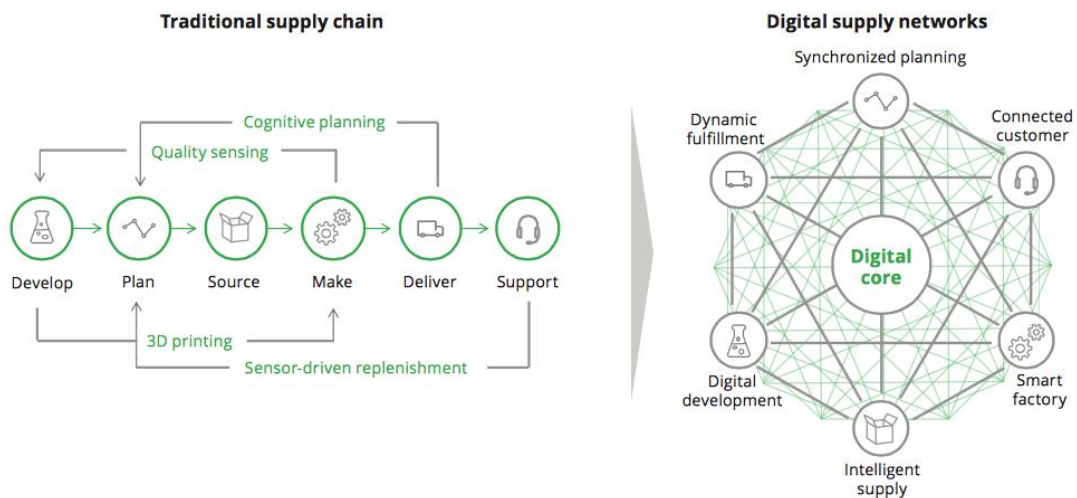 Traditional supply chain
Cognitive planning
Quality sensing
Develop
Plan
Source
Make
Deliver
Support
3D printing
Sensor-driven replenishment
Digital supply networks
Synchronized planning
Dynamic
fulfillment
Connected
customer
Digital
core
Digital
development
Smart
factory
Intelligent
supply